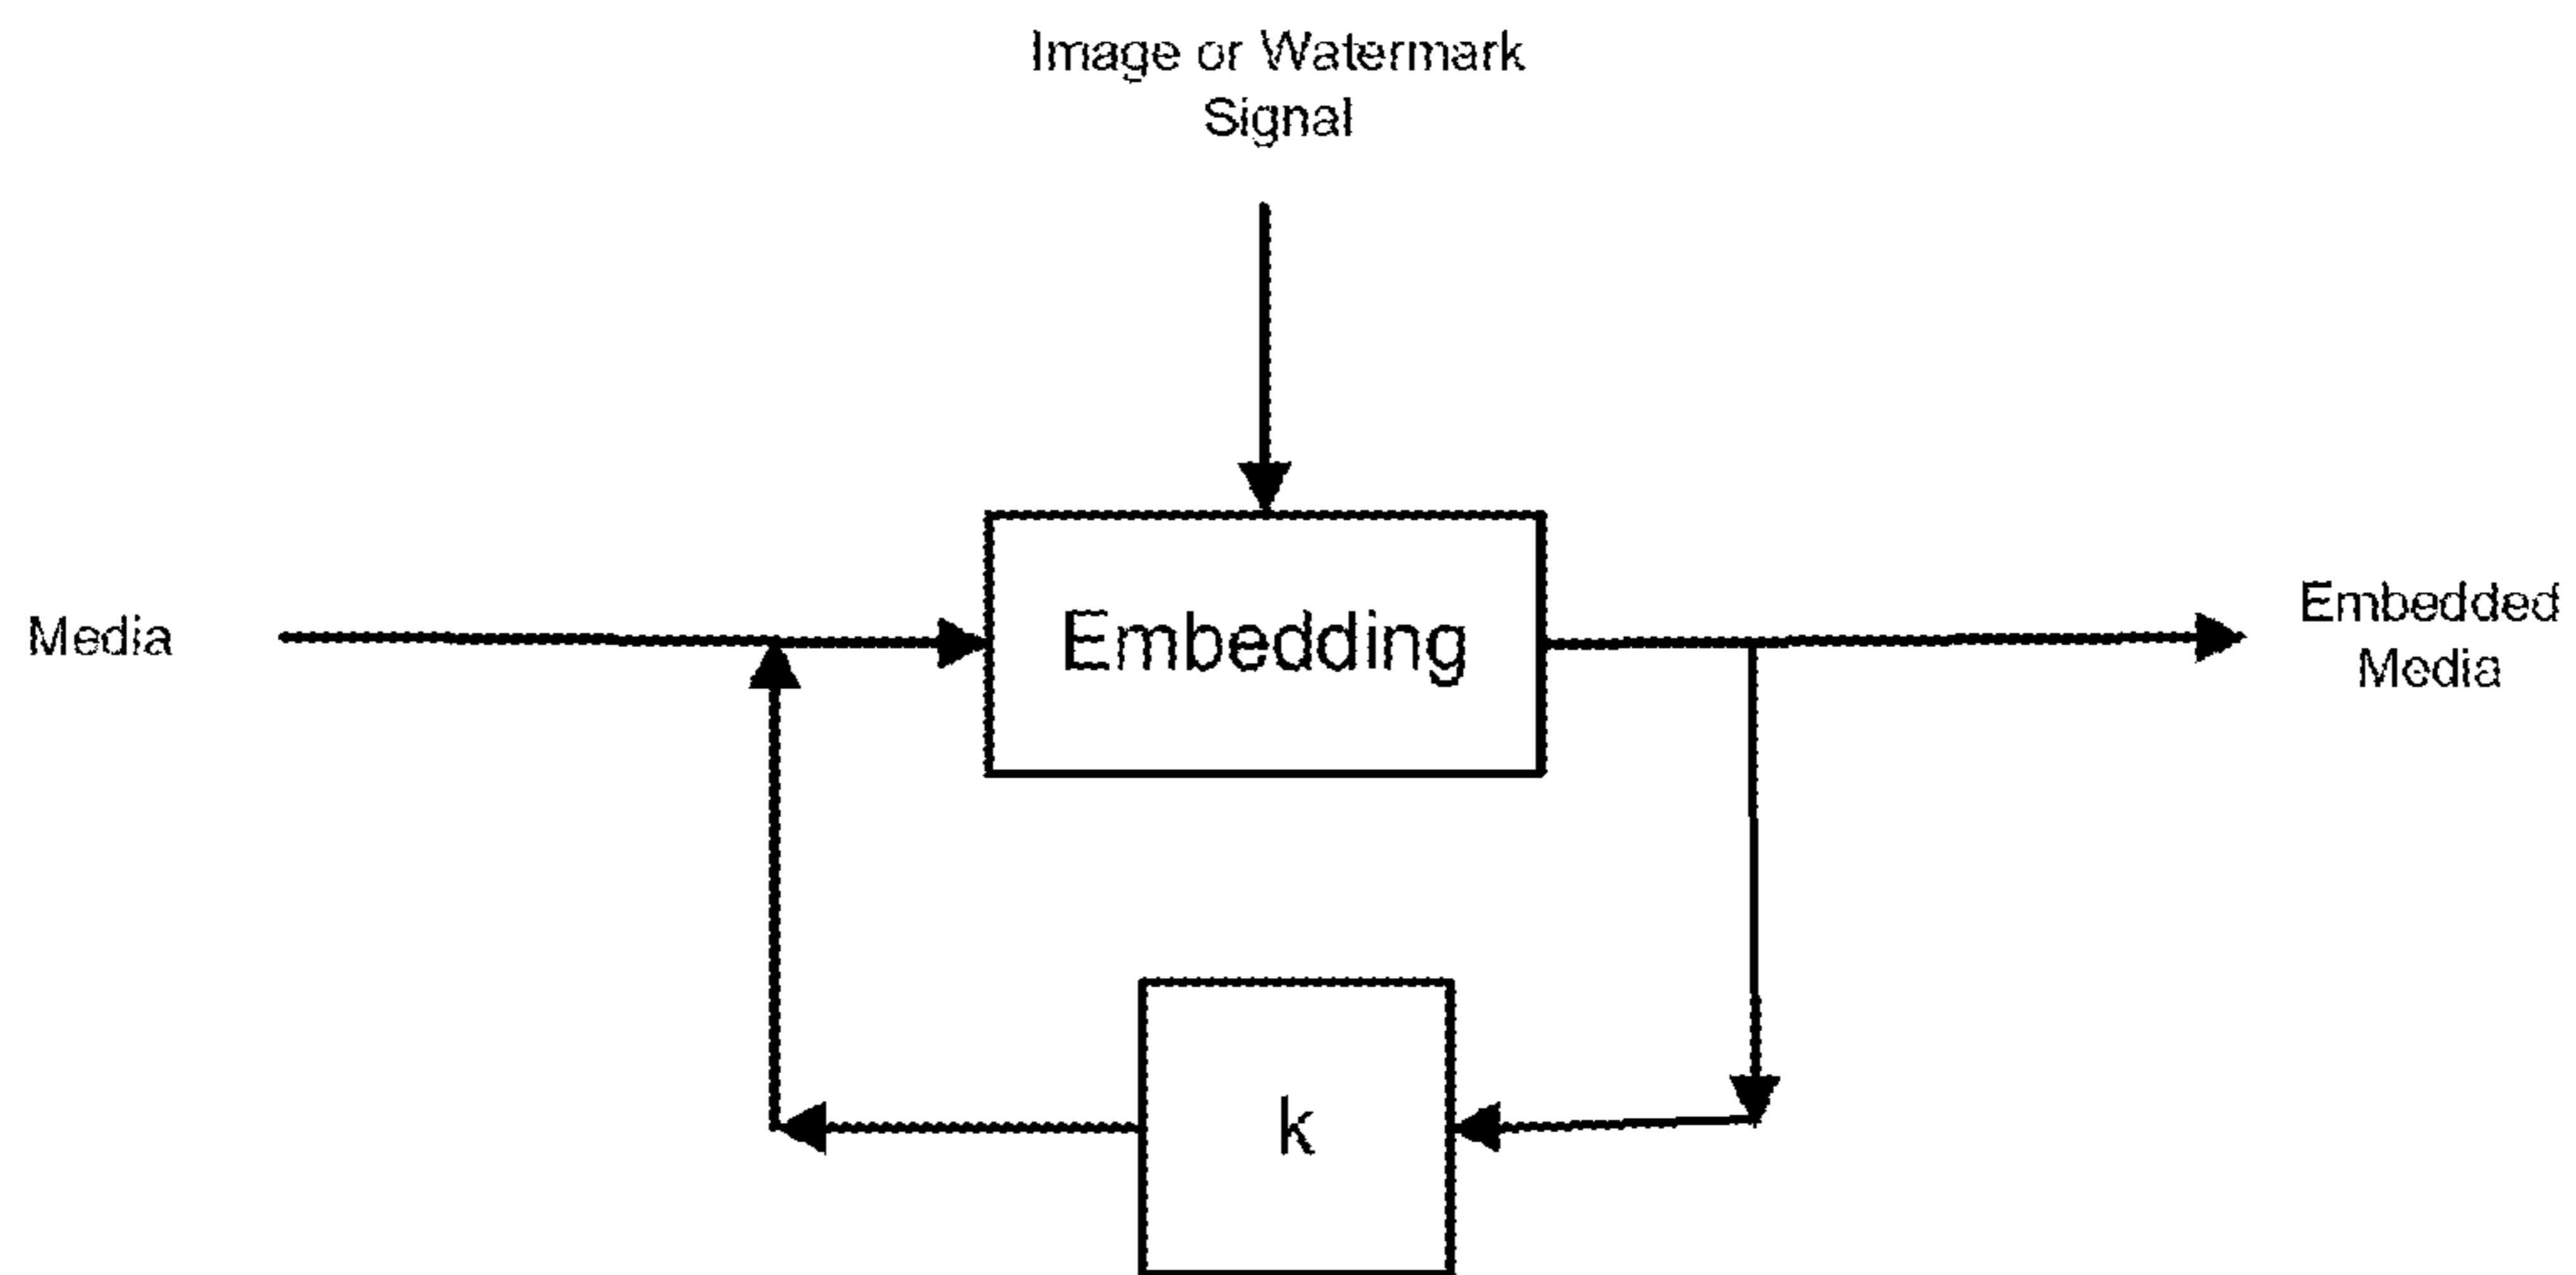 Image or Watermark
Signal
Media
Embedding
Embedded
Media
k